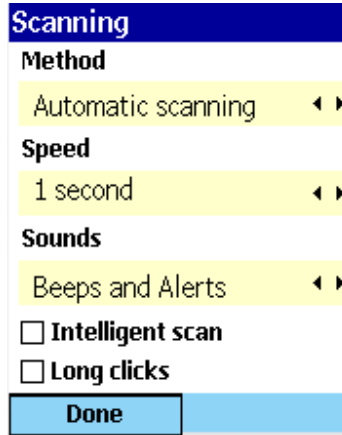 Scanning
Method
Automatic scanning
Speed
1 second
Sounds
Beeps and Alerts
Intelligent scan
Long clicks
Done